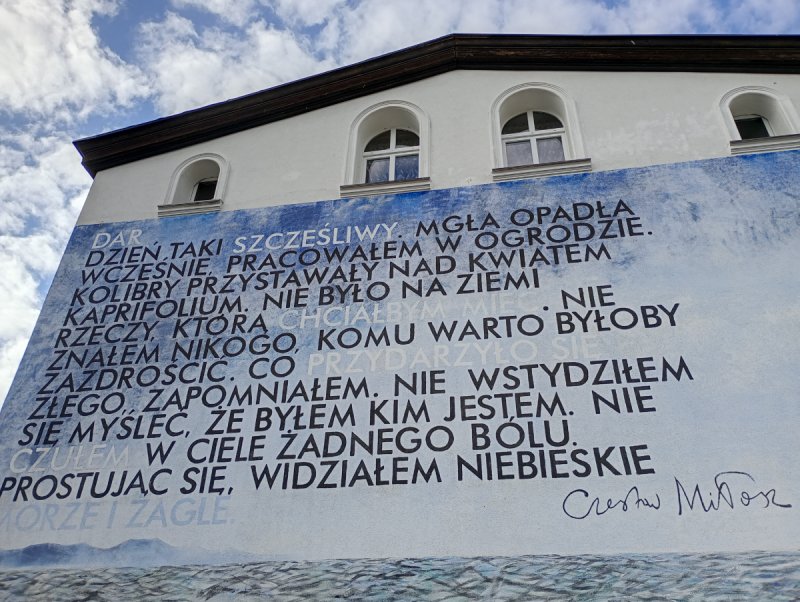 DAR
DZIEŃ TAKI SZCZĘŚLIWY. MGŁA OPADŁA
WCZEŚNIE, PRACOWAŁEM W OGRODZIE.
KOLIBRY PRZYSTAWAŁY NAD KWIATEM
KAPRIFOLIUM. NIE BYŁO NA ZIEMI
RZECZY, KTÓRĄ CHCIAŁBYM MIEĆ. NIE
ZNAŁEM NIKOGO, KOMU WARTO BYŁOBY
ZAZDROŚCIĆ. CO PRZYDARZYŁO SIĘ
ZŁEGO, ZAPOMNIAŁEM. NIE WSTYDZIŁEM
SIĘ MYŚLEĆ, ŻE BYŁEM KIM JESTEM. NIE
CZUŁEM W CIELE ŻADNEGO BÓLU.
PROSTUJĄC SIĘ, WIDZIAŁEM NIEBIESKIE
MORZE I ŻAGLE.
Czesław Miłosz